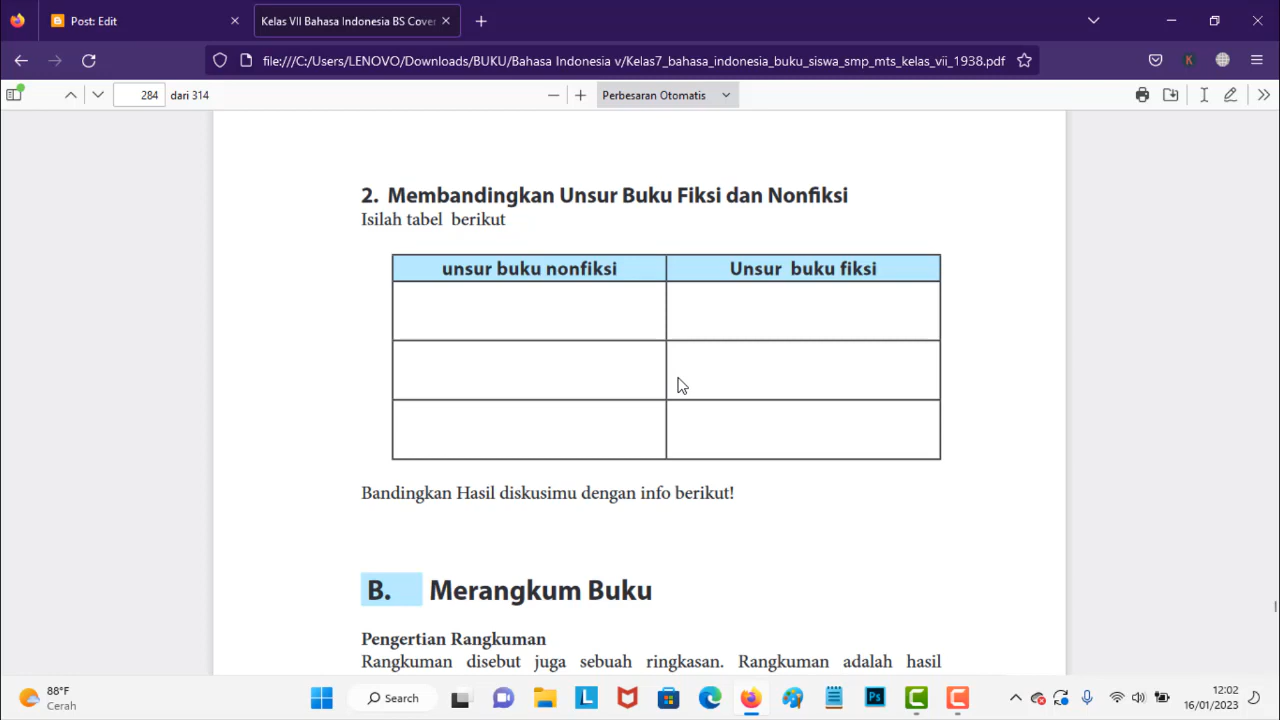 Post: Edit
Kelas VII Bahasa Indonesia BS Cover
file:///C:/Users/LENOVO/Downloads/BUKU/Bahasa Indonesia v/Kelas7_bahasa_indonesia_buku_siswa_smp_mts_kelas_vii_1938.pdf
K
284 dari 314
Perbesaran Otomatis
2. Membandingkan Unsur Buku Fiksi dan Nonfiksi
Isilah tabel berikut
unsur buku nonfiksi
Unsur buku fiksi
Bandingkan Hasil diskusimu dengan info berikut!
B. Merangkum Buku
Pengertian Rangkuman
Rangkuman disebut juga sebuah ringkasan. Rangkuman adalah hasil
88°F
Cerah
Search
L
Ps
12:02
16/01/2023